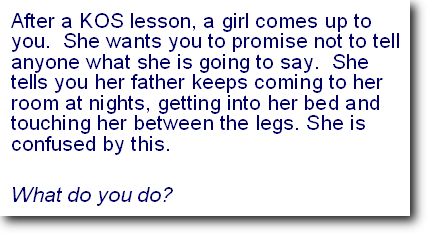 After a KOS lesson, a girl comes up to
you.  She wants you to promise not to tell
anyone what she is going to say.  She
tells you her father keeps coming to her
room at nights, getting into her bed and
touching her between the legs. She is
confused by this.
What do you do?